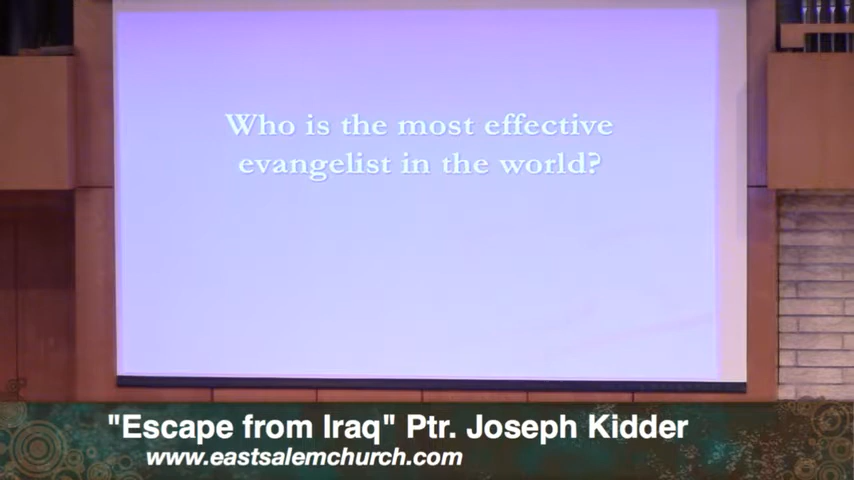 Who is the most effective
evangelist in the world?
"Escape from Iraq" Ptr. Joseph Kidder
www.eastsalemchurch.com